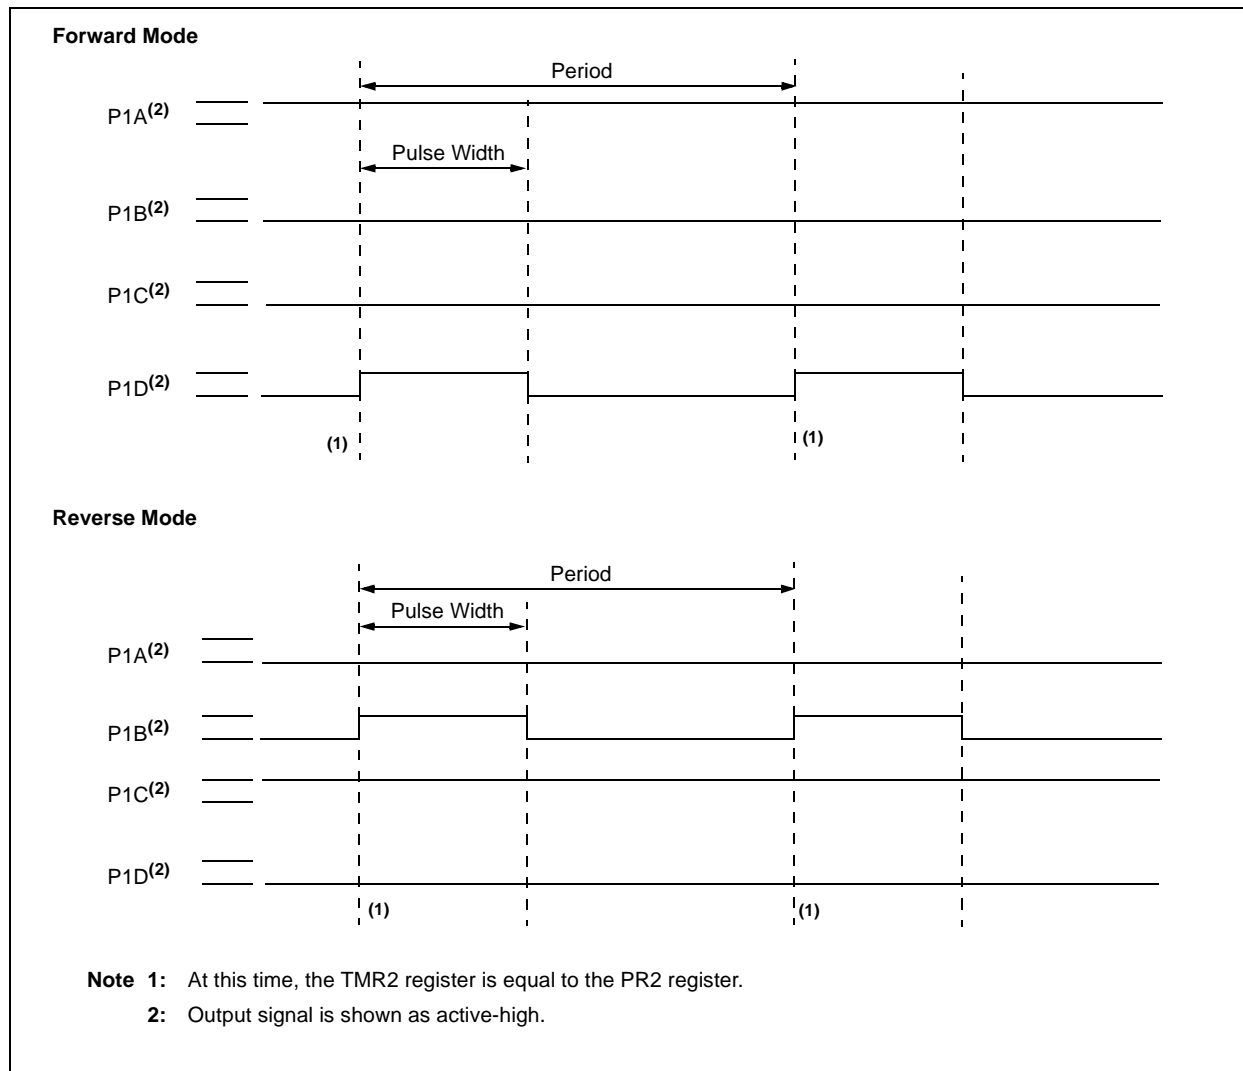 Forward Mode
Period
P1A(2)
Pulse Width
P1B(2)
P1C(2)
P1D(2)
(1) (1)
Reverse Mode
Period
Pulse Width
P1A(2)
P1B(2)
P1C(2)
P1D(2)
(1) (1)
Note 1: At this time, the TMR2 register is equal to the PR2 register.
2: Output signal is shown as active-high.